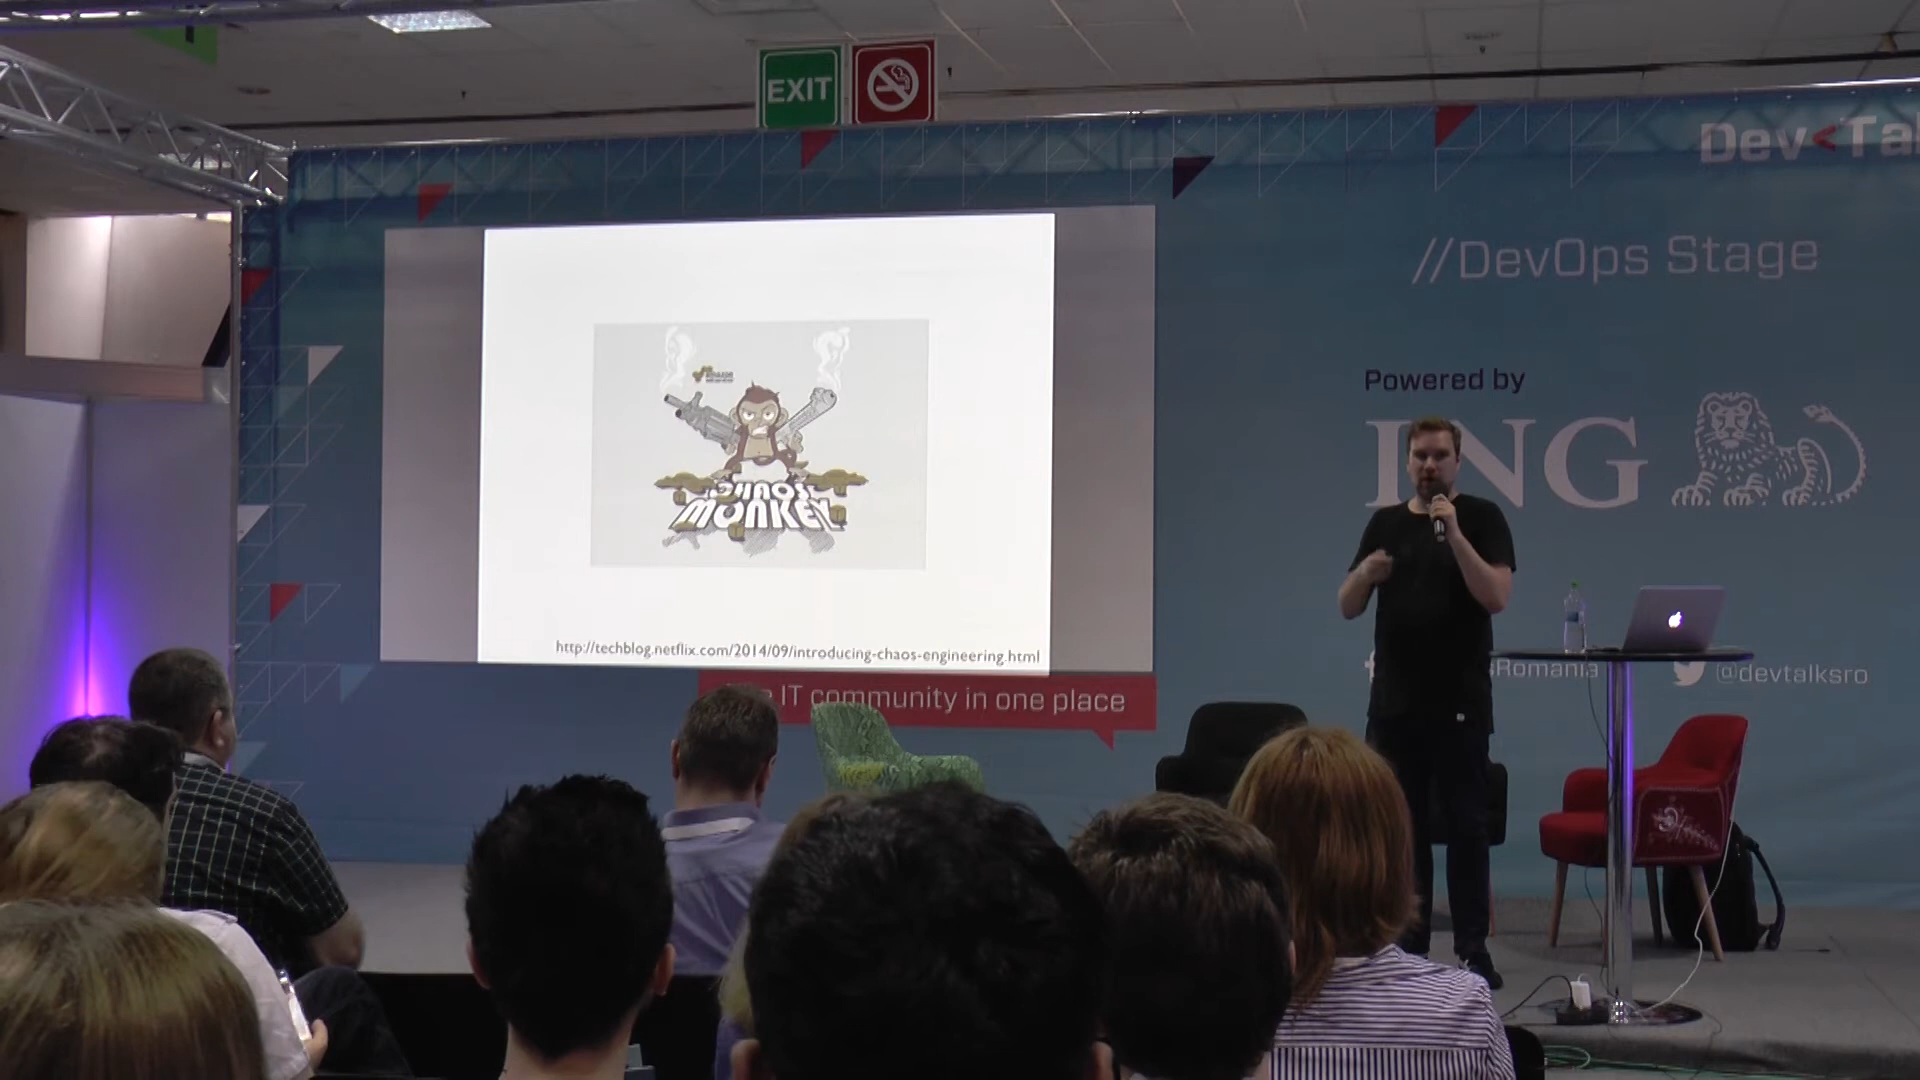 EXIT
Dev<Tal
//DevOps Stage
Powered by
ING
CHAOS
MONKEY
http://techblog.netflix.com/2014/09/introducing-chaos-engineering.html
sRomania
@devtalksro
IT community in one place